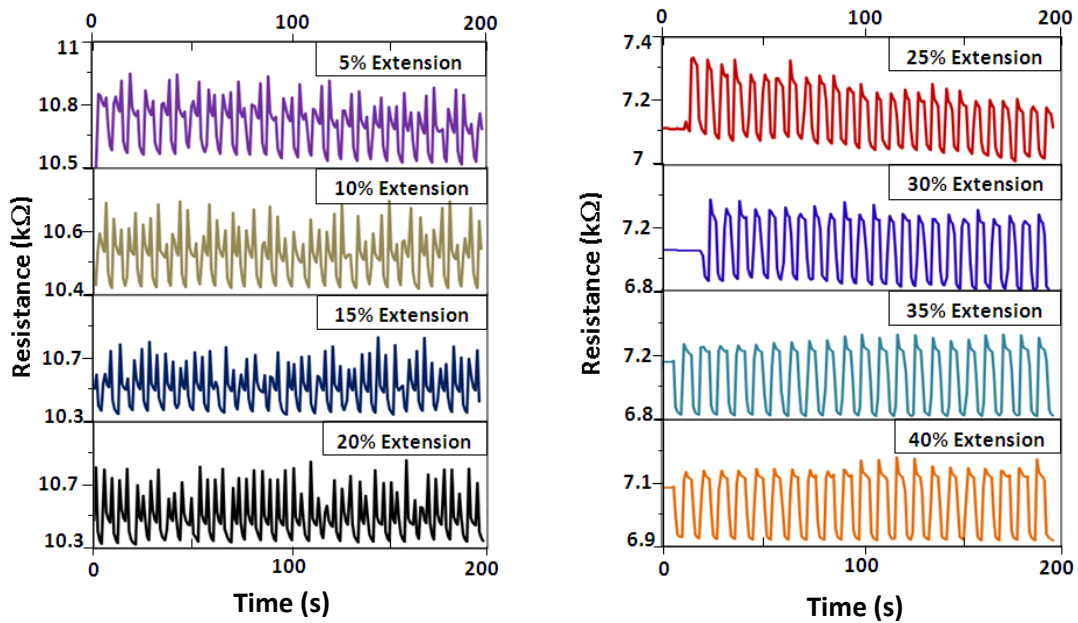 0 100 200
11
5% Extension
10.8
10.5
10% Extension
10.6
10.4
15% Extension
10.7
10.3
20% Extension
10.7
10.3
0 100 200
Resistance (kΩ)
Time (s)
0 100 200
7.4
25% Extension
7.2
7
30% Extension
7.2
6.8
35% Extension
7.2
6.8
40% Extension
7.1
6.9
0 100 200
Resistance (kΩ)
Time (s)